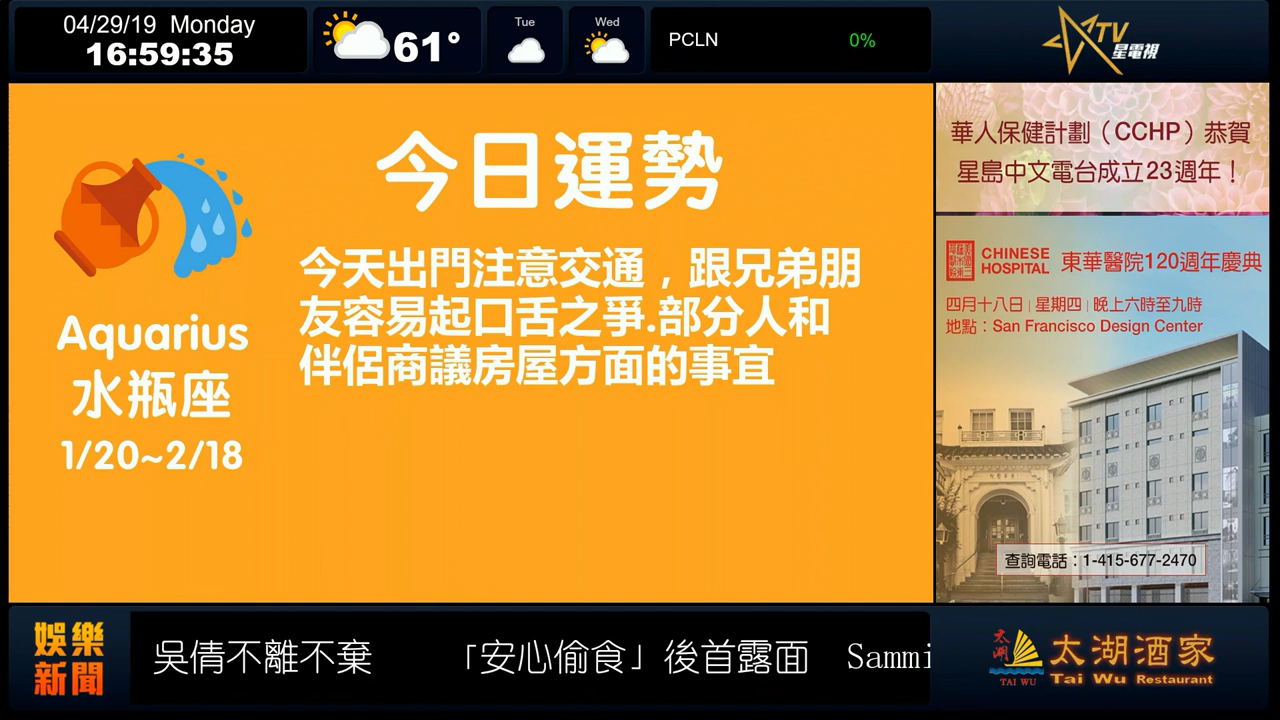 04/29/19 Monday
16:59:35
61°
Tue
Wed
PCLN 0%
TV
星電視
今日運勢
今天出門注意交通，跟兄弟朋
友容易起口舌之爭.部分人和
伴侶商議房屋方面的事宜
Aquarius
水瓶座
1/20~2/18
華人保健計劃（CCHP）恭賀
星島中文電台成立23週年！
CHINESE
HOSPITAL
東華醫院120週年慶典
四月十八日 | 星期四 | 晚上六時至九時
地點：San Francisco Design Center
查詢電話：1-415-677-2470
娛樂
新聞
吳倩不離不棄 「安心偷食」後首露面 Sammi
太湖
TAI WU
太湖酒家
Tai Wu Restaurant